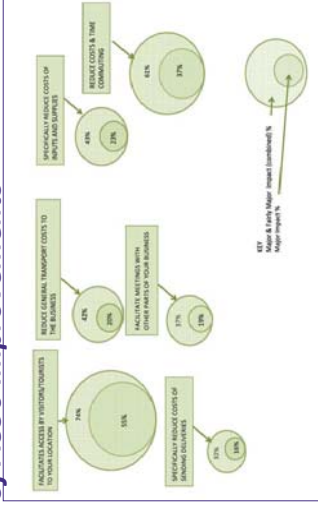 FACILITATES ACCESS BY VISITORS/TOURISTS
TO YOUR LOCATION
74%
55%
REDUCE GENERAL TRANSPORT COSTS TO
THE BUSINESS
42%
20%
SPECIFICALLY REDUCE COSTS OF
INPUTS AND SUPPLIES
43%
23%
REDUCE COSTS & TIME
COMMUTING
61%
37%
SPECIFICALLY REDUCE COSTS OF
SENDING DELIVERIES
32%
16%
FACILITATE MEETINGS WITH
OTHER PARTS OF YOUR BUSINESS
37%
19%
KEY
Major & Fairly Major impact (combined) %
Major Impact %